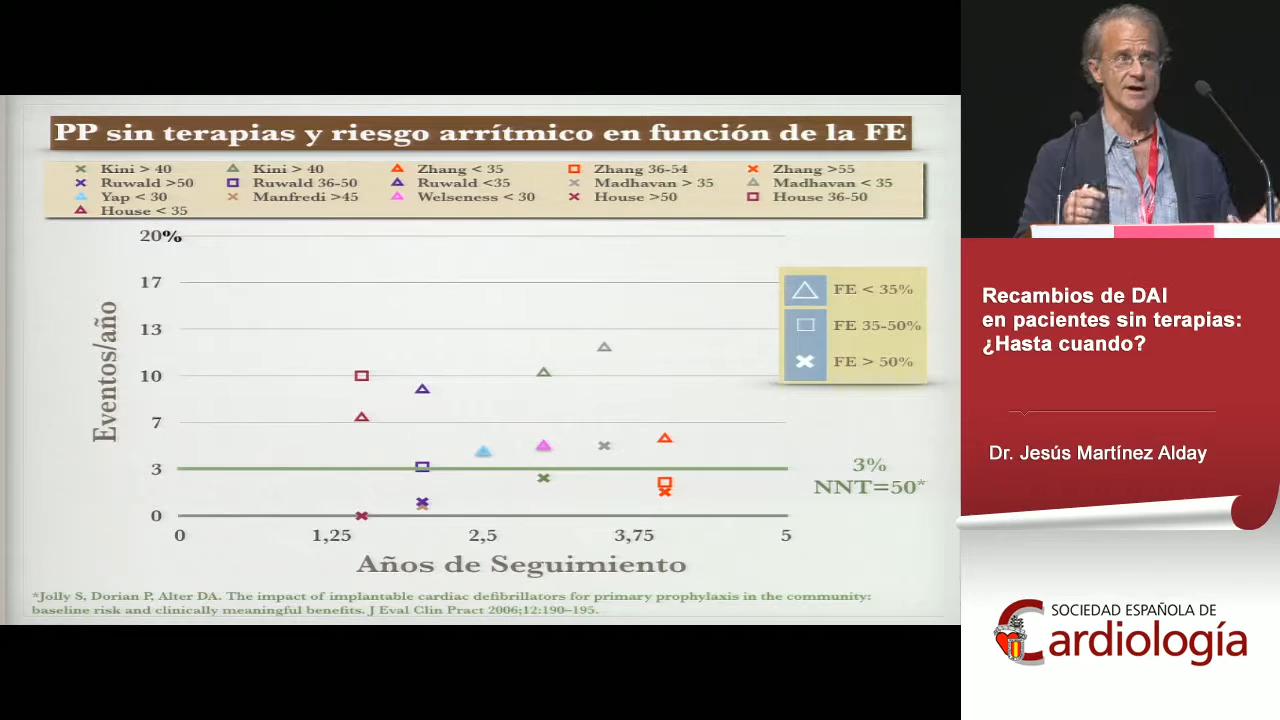 PP sin terapias y riesgo arrítmico en función de la FE
Kini > 40 Kini > 40 Zhang < 35 Zhang 36-54 Zhang >55
Ruwald >50 Ruwald 36-50 Ruwald <35 Madhavan > 35 Madhavan < 35
Yap < 30 Manfredi >45 Welseness < 30 House >50 House 36-50
House < 35
20%
17
13
10
7
3
0
Eventos/año
0 1,25 2,5 3,75 5
Años de Seguimiento
FE < 35%
FE 35-50%
FE > 50%
3%
NNT=50*
*Jolly S, Dorian P, Alter DA. The impact of implantable cardiac defibrillators for primary prophylaxis in the community:
baseline risk and clinically meaningful benefits. J Eval Clin Pract 2006;12:190–195.
Recambios de DAI
en pacientes sin terapias:
¿Hasta cuando?
Dr. Jesús Martínez Alday
SOCIEDAD ESPAÑOLA DE
Cardiología